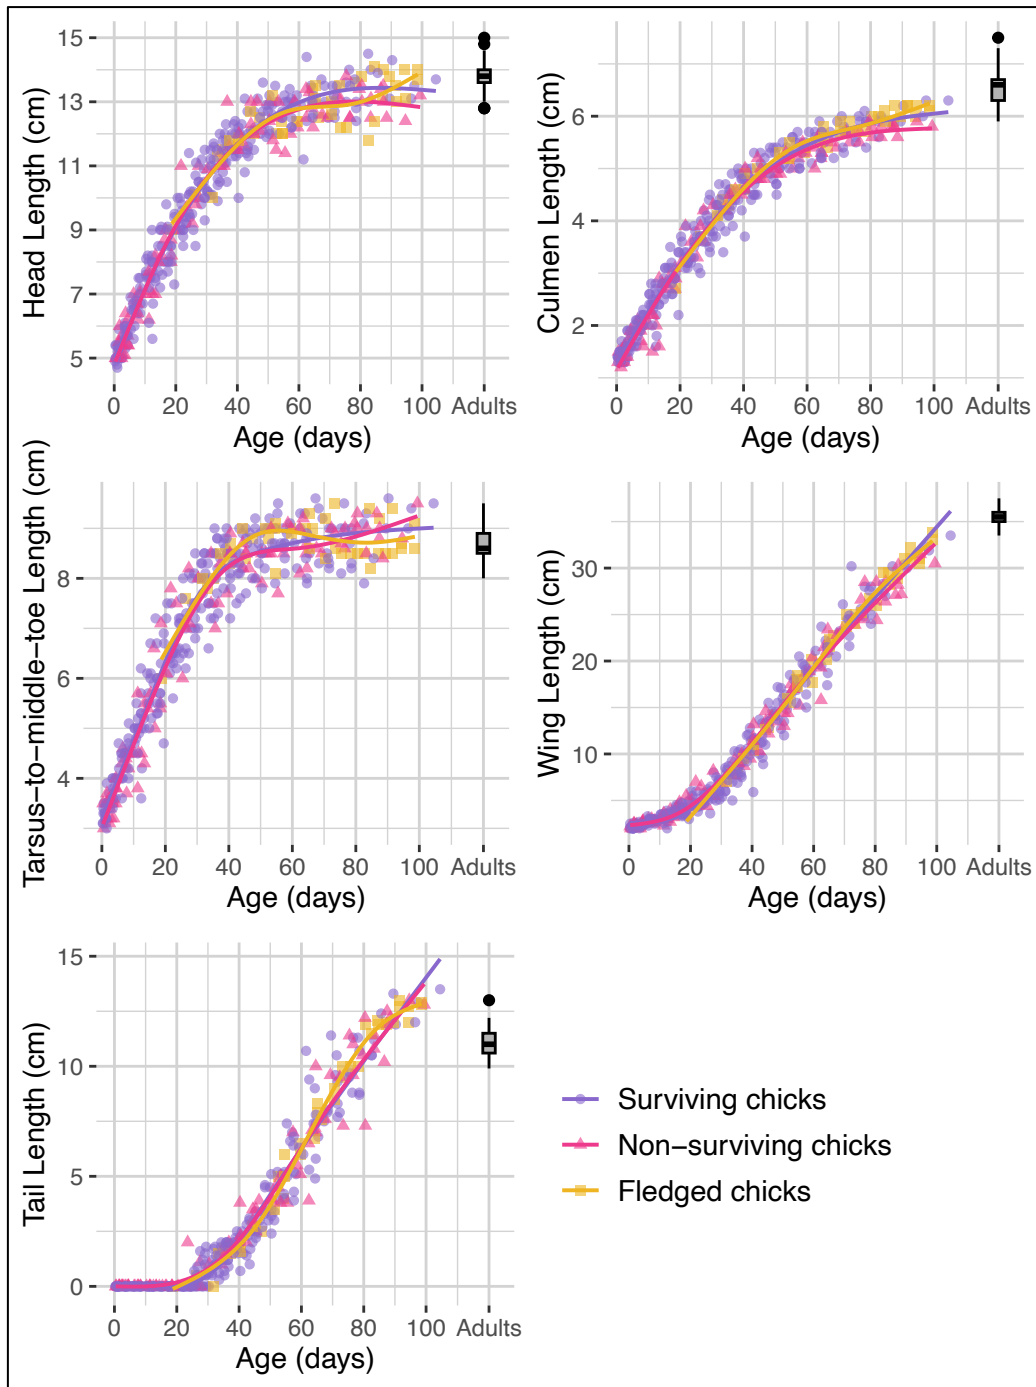 Head Length (cm)
15
13
11
9
7
5
0 20 40 60 80 100 Adults
Age (days)
Culmen Length (cm)
6
4
2
0 20 40 60 80 100 Adults
Age (days)
Tarsus-to-middle-toe Length (cm)
8
6
4
0 20 40 60 80 100 Adults
Age (days)
Wing Length (cm)
30
20
10
0 20 40 60 80 100 Adults
Age (days)
Tail Length (cm)
15
10
5
0
0 20 40 60 80 100 Adults
Age (days)
Surviving chicks
Non-surviving chicks
Fledged chicks